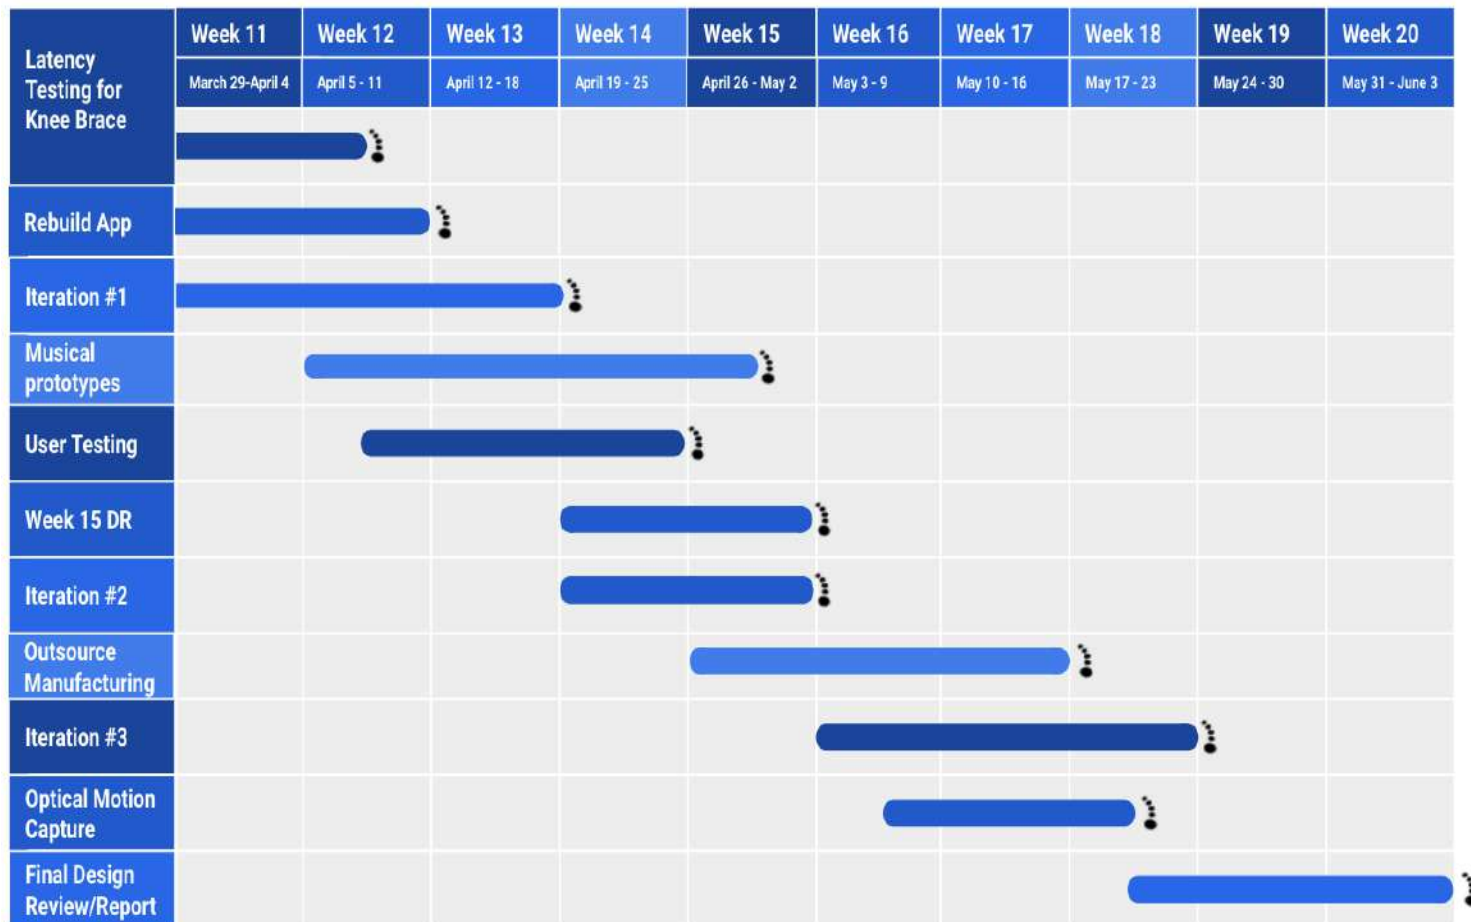 Latency
Testing for
Knee Brace
Week 11
Week 12
Week 13
Week 14
Week 15
Week 16
Week 17
Week 18
Week 19
Week 20
March 29-April 4
April 5 - 11
April 12 - 18
April 19 - 25
April 26 - May 2
May 3 - 9
May 10 - 16
May 17 - 23
May 24 - 30
May 31 - June 3
Rebuild App
Iteration #1
Musical
prototypes
User Testing
Week 15 DR
Iteration #2
Outsource
Manufacturing
Iteration #3
Optical Motion
Capture
Final Design
Review/Report